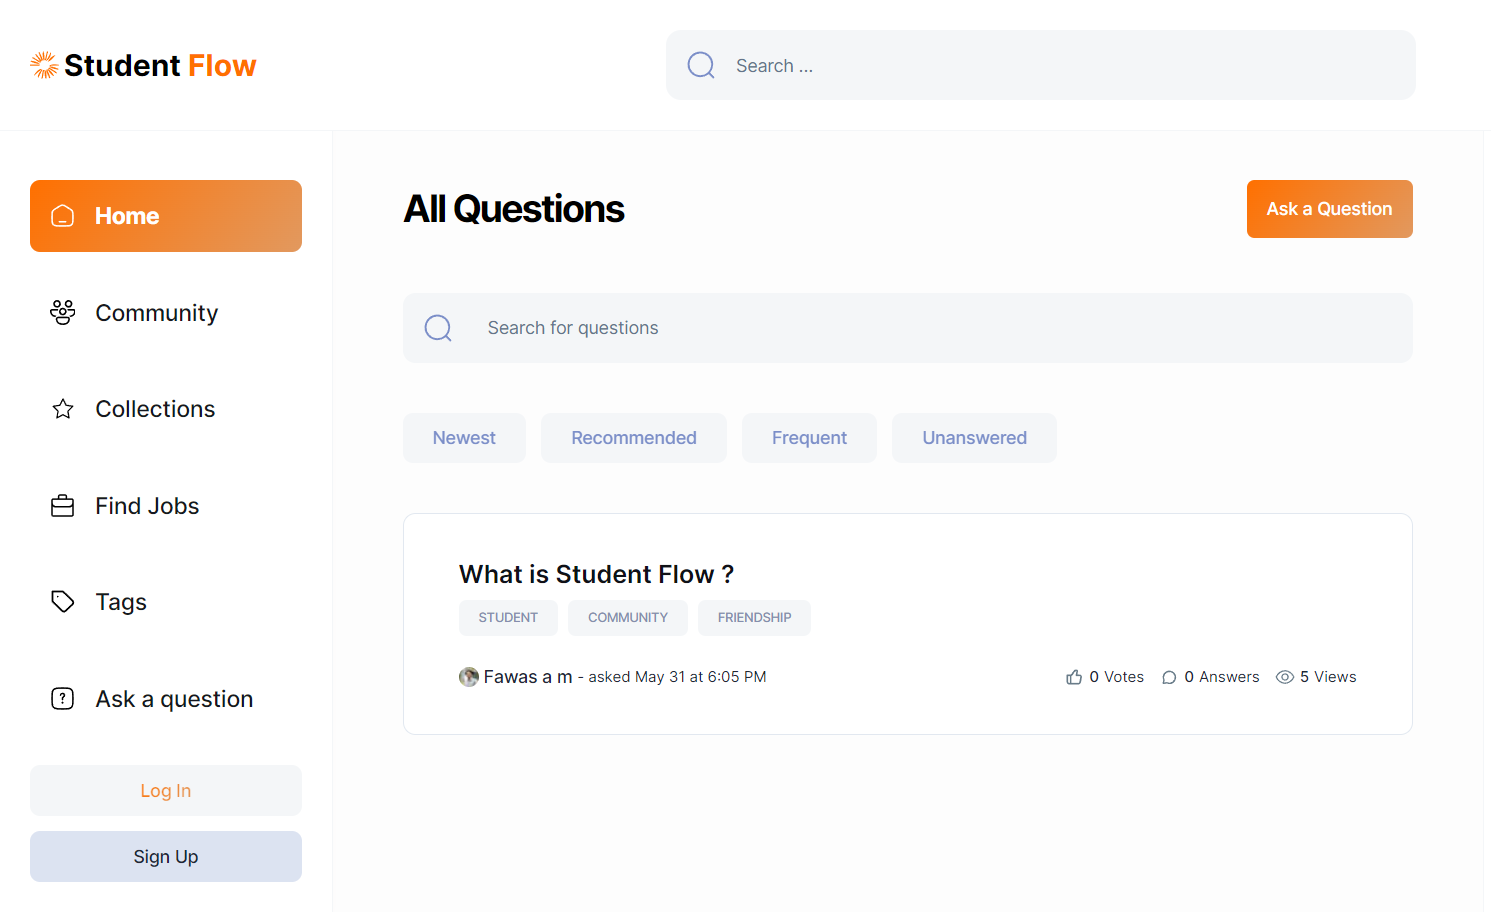 Student Flow
Search ...
Home
Community
Collections
Find Jobs
Tags
Ask a question
Log In
Sign Up
All Questions
Ask a Question
Search for questions
Newest
Recommended
Frequent
Unanswered
What is Student Flow ?
STUDENT
COMMUNITY
FRIENDSHIP
Fawas a m - asked May 31 at 6:05 PM
0 Votes
0 Answers
5 Views